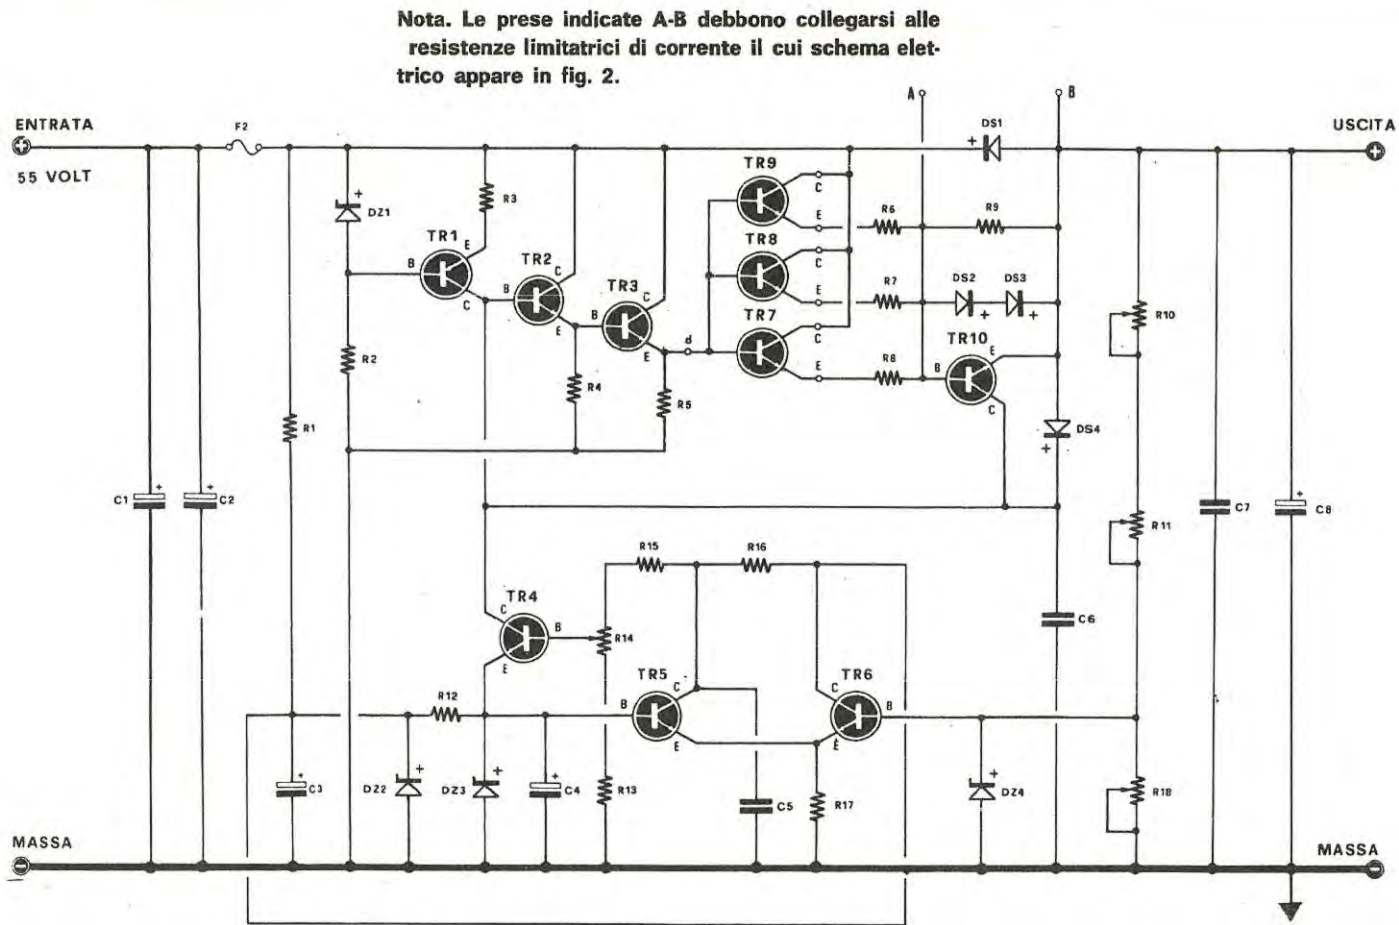 Nota. Le prese indicate A-B debbono collegarsi alle
resistenze limitatrici di corrente il cui schema elet-
trico appare in fig. 2.
A
B
ENTRATA
F2
DS1
+
USCITA
+
+
55 VOLT
TR9
C
+
DZ1
R3
E
R6
R9
TR1
E
TR2
C
TR8
C
B
C
B
E
TR3
C
E
R7
DS2
+
DS3
+
R10
B
E
B
TR7
C
TR10
E
R2
R4
R5
E
R8
B
C
R1
DS4
+
C1
+
C2
+
C7
C8
+
R11
R15
R16
TR4
C
B
E
R14
C6
TR5
C
B
E
TR6
C
B
E
R12
C3
+
DZ2
+
DZ3
+
C4
+
R13
C5
R17
DZ4
+
R18
MASSA
-
MASSA
-